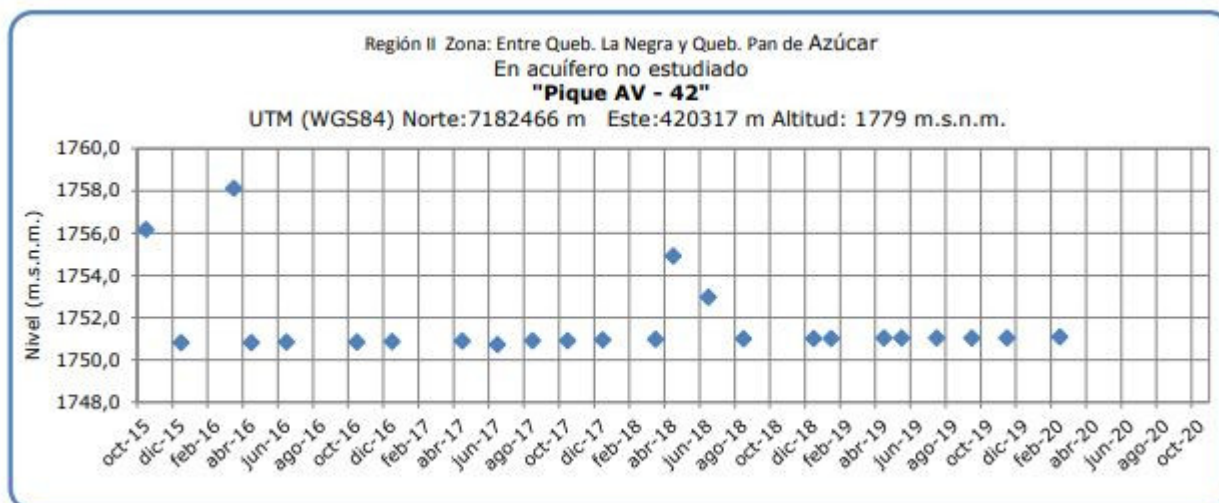 Región II Zona: Entre Queb. La Negra y Queb. Pan de Azúcar
En acuífero no estudiado
"Pique AV - 42"
UTM (WGS84) Norte:7182466 m Este:420317 m Altitud: 1779 m.s.n.m.
Nivel (m.s.n.m.)
1760,0
1758,0
1756,0
1754,0
1752,0
1750,0
1748,0
oct-15
dic-15
feb-16
abr-16
jun-16
ago-16
oct-16
dic-16
feb-17
abr-17
jun-17
ago-17
oct-17
dic-17
feb-18
abr-18
jun-18
ago-18
oct-18
dic-18
feb-19
abr-19
jun-19
ago-19
oct-19
dic-19
feb-20
abr-20
jun-20
ago-20
oct-20